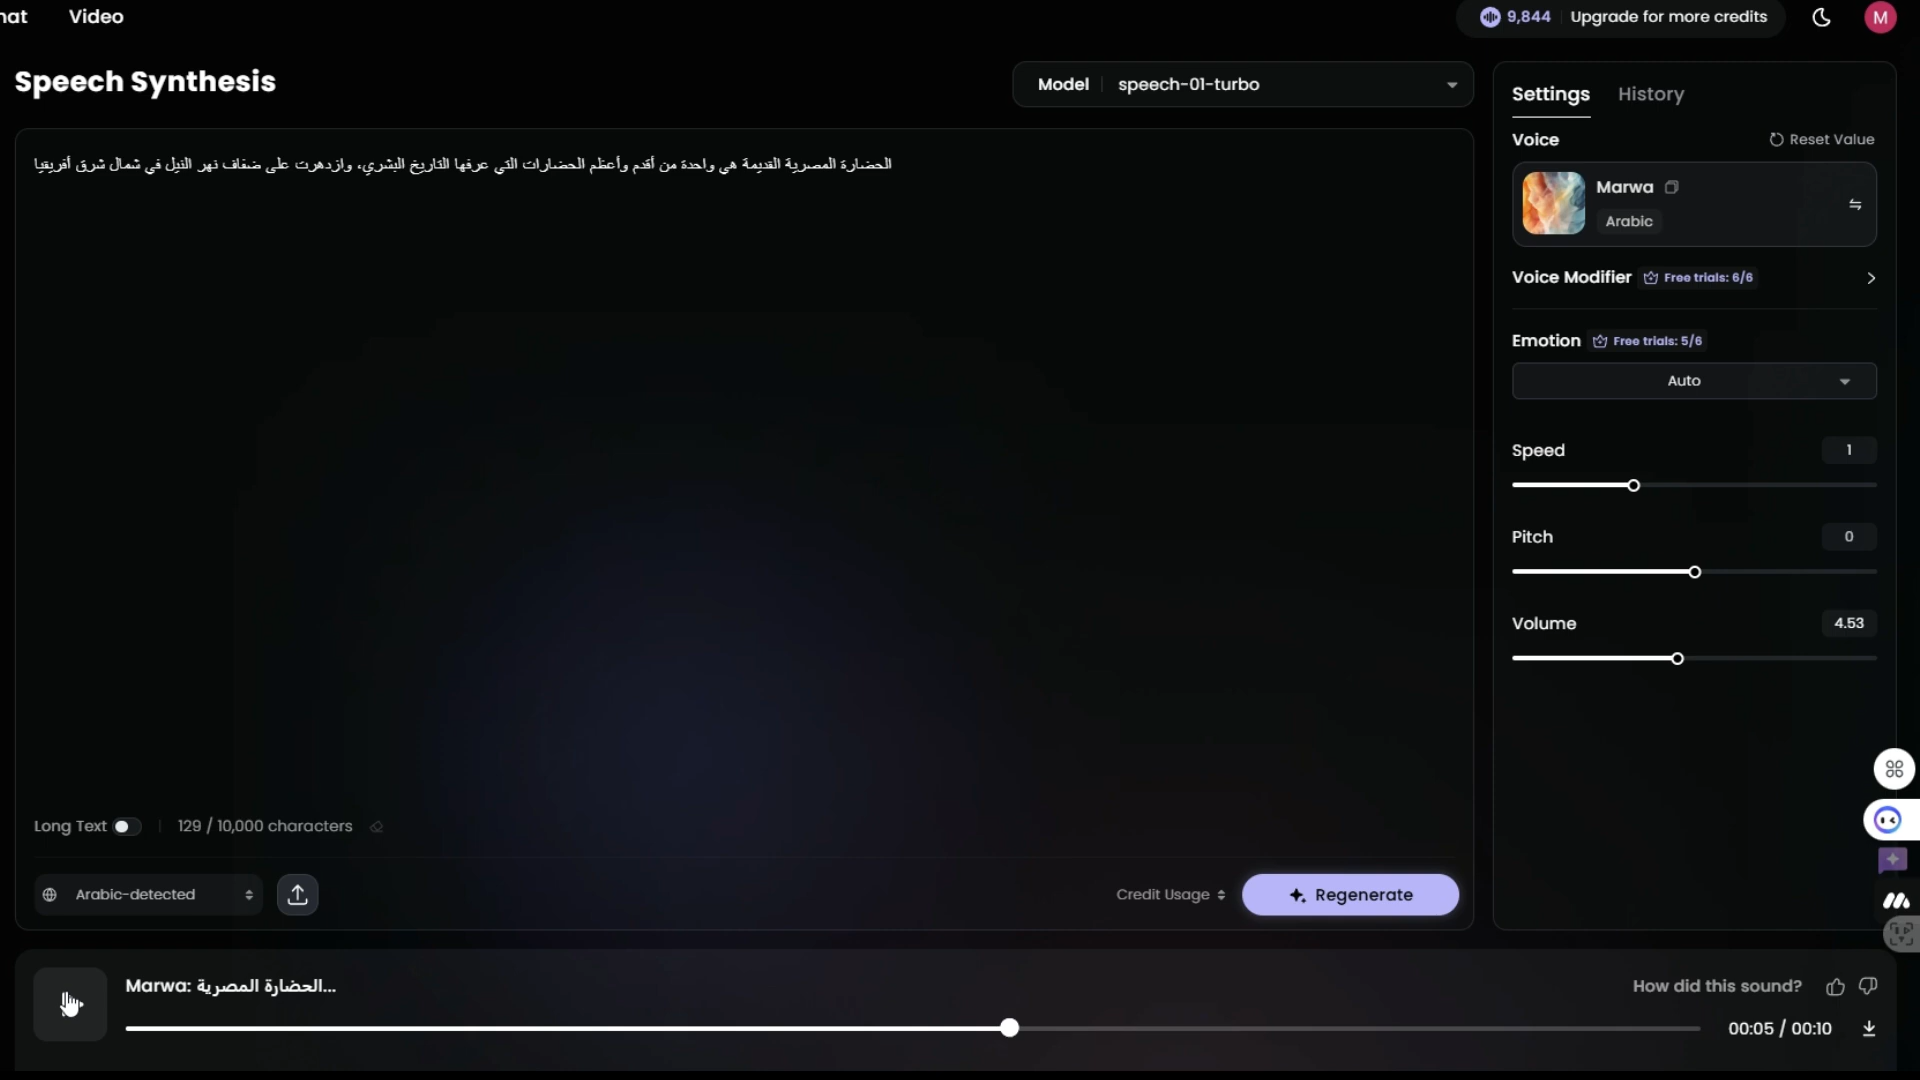 hat Video 9,844 Upgrade for more credits M
Speech Synthesis
Model speech-01-turbo
الحضارة المصرية القديمة هي واحدة من أقدم وأعظم الحضارات التي عرفها التاريخ البشري، وازدهرت على ضفاف نهر النيل في شمال شرق أفريقيا
Long Text 129 / 10,000 characters
Arabic-detected
Credit Usage Regenerate
Settings History
Voice Reset Value
Marwa
Arabic
Voice Modifier Free trials: 6/6
Emotion Free trials: 5/6
Auto
Speed 1
Pitch 0
Volume 4.53
Marwa: الحضارة المصرية...
How did this sound?
00:05 / 00:10